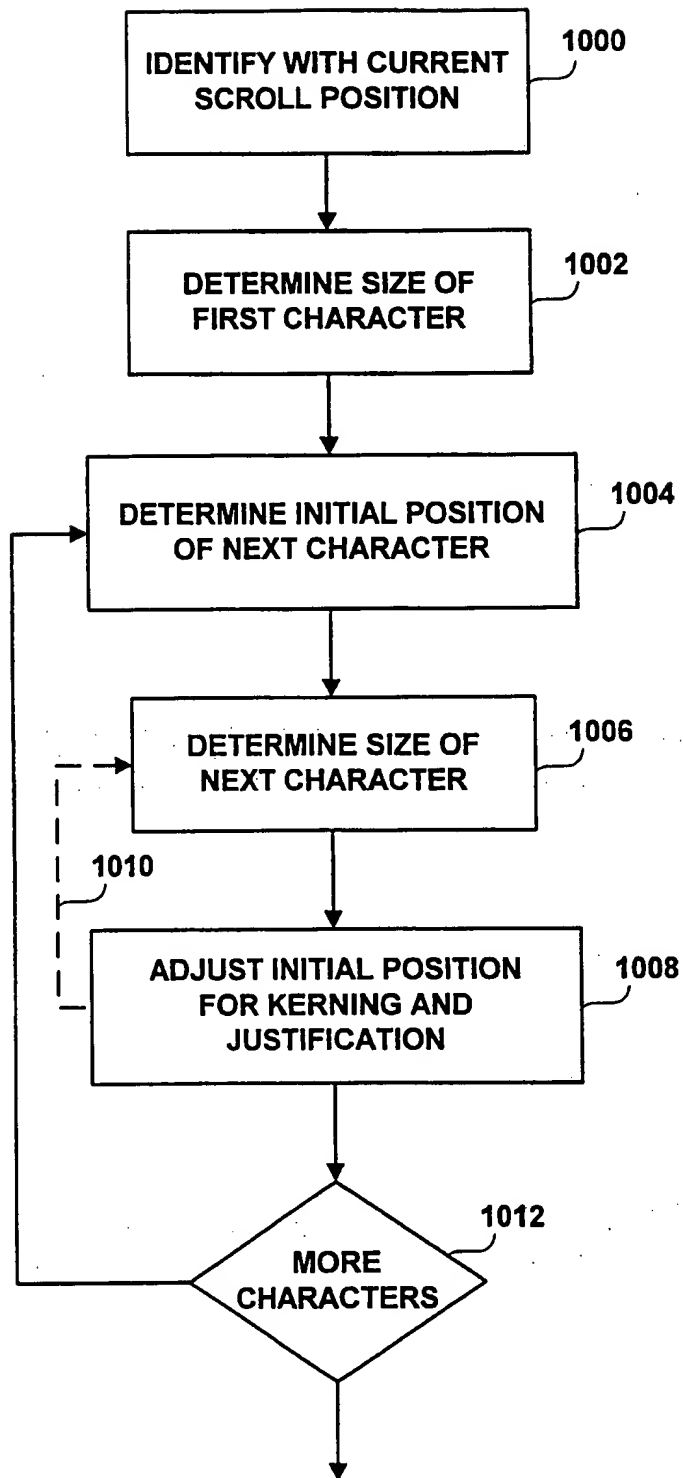 IDENTIFY WITH CURRENT
SCROLL POSITION
1000
DETERMINE SIZE OF
FIRST CHARACTER
1002
DETERMINE INITIAL POSITION
OF NEXT CHARACTER
1004
DETERMINE SIZE OF
NEXT CHARACTER
1006
1010
ADJUST INITIAL POSITION
FOR KERNING AND
JUSTIFICATION
1008
MORE
CHARACTERS
1012